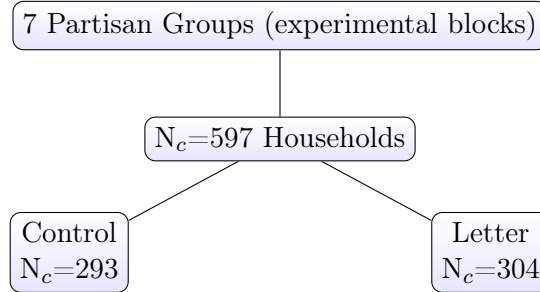 7 Partisan Groups (experimental blocks)
N_c=597 Households
Control
N_c=293
Letter
N_c=304